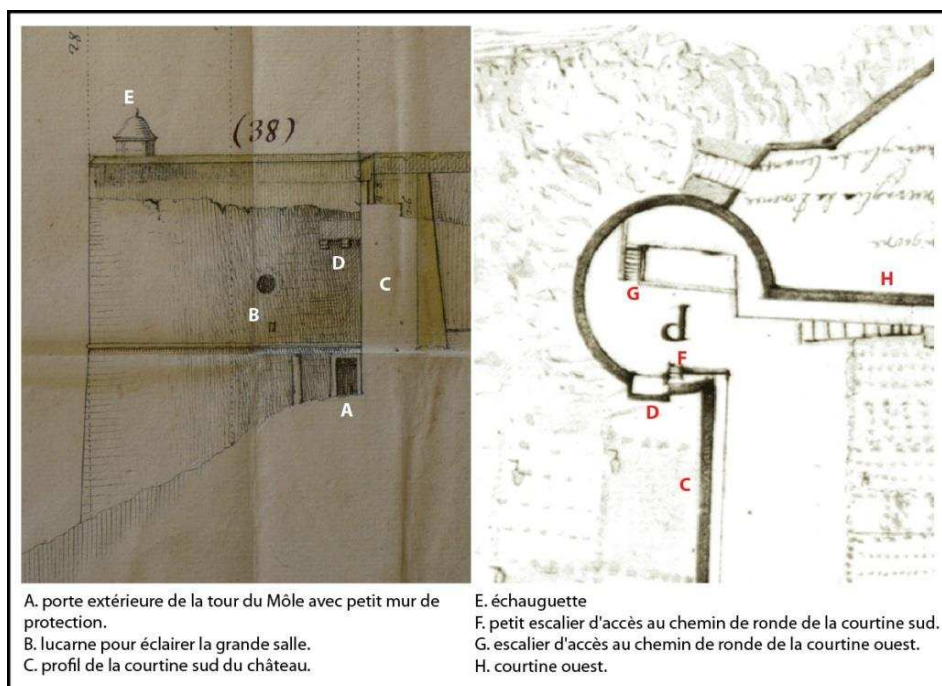 82
E
(38)
D
C
B
A
H
G
d
F
D
C
A. porte extérieure de la tour du Môle avec petit mur de
protection.
B. lucarne pour éclairer la grande salle.
C. profil de la courtine sud du château.
E. échauguette
F. petit escalier d'accès au chemin de ronde de la courtine sud.
G. escalier d'accès au chemin de ronde de la courtine ouest.
H. courtine ouest.